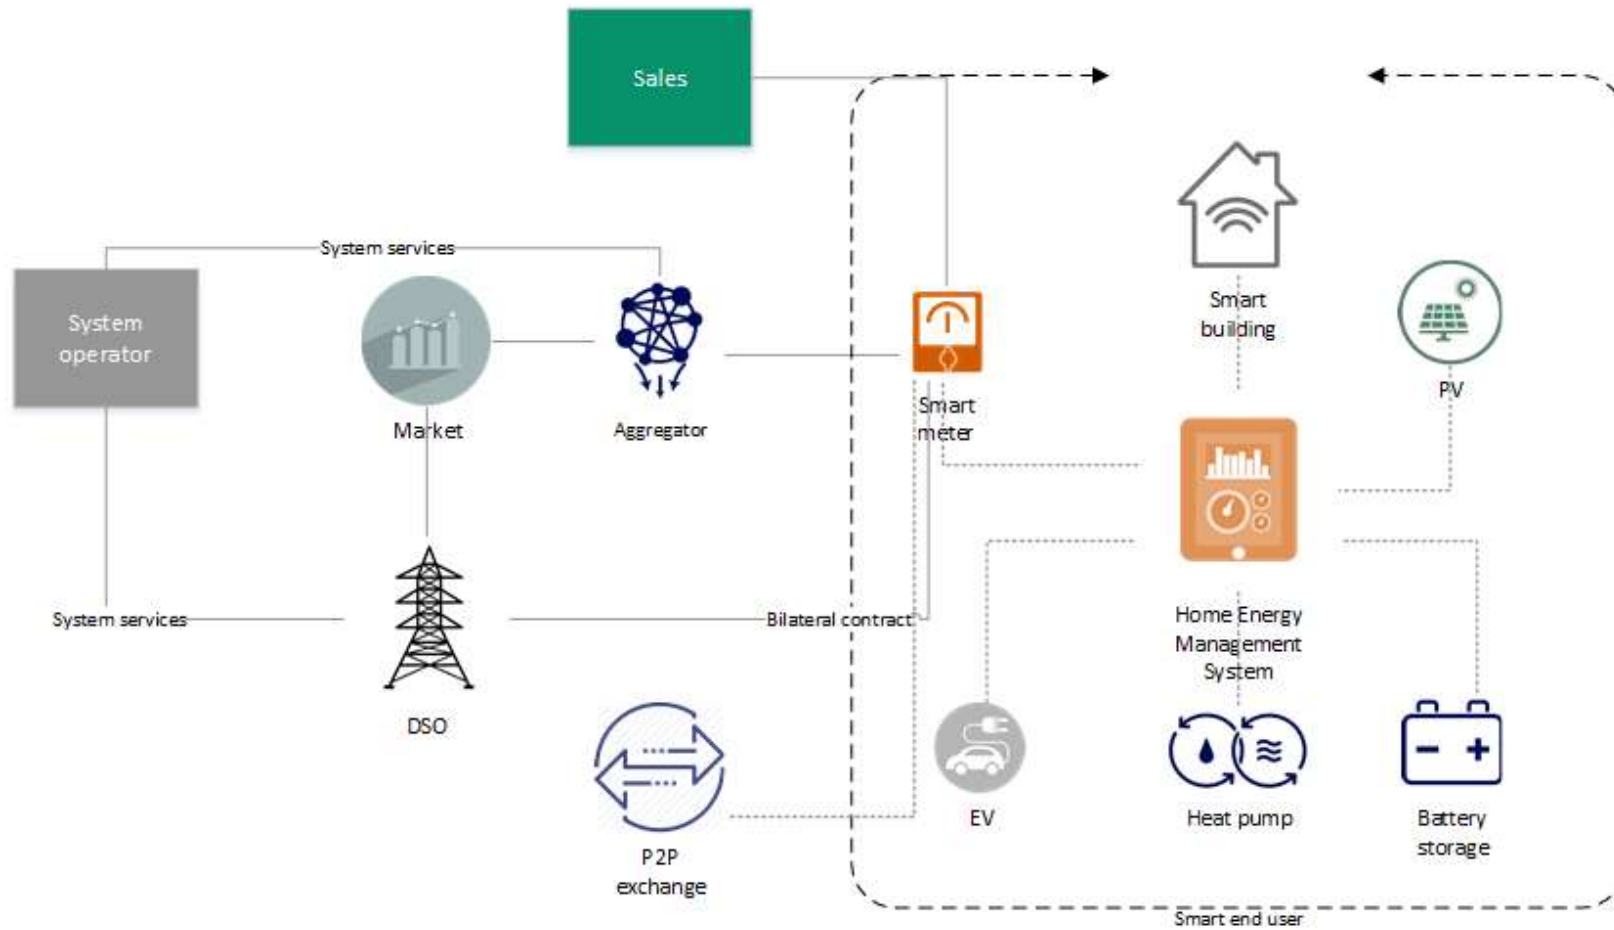 Sales
System services
System
operator
Market
Aggregator
Smart
meter
Smart
building
PV
System services
Bilateral contract
Home Energy
Management
System
DSO
EV
Heat pump
Battery
storage
P2P
exchange
Smart end user